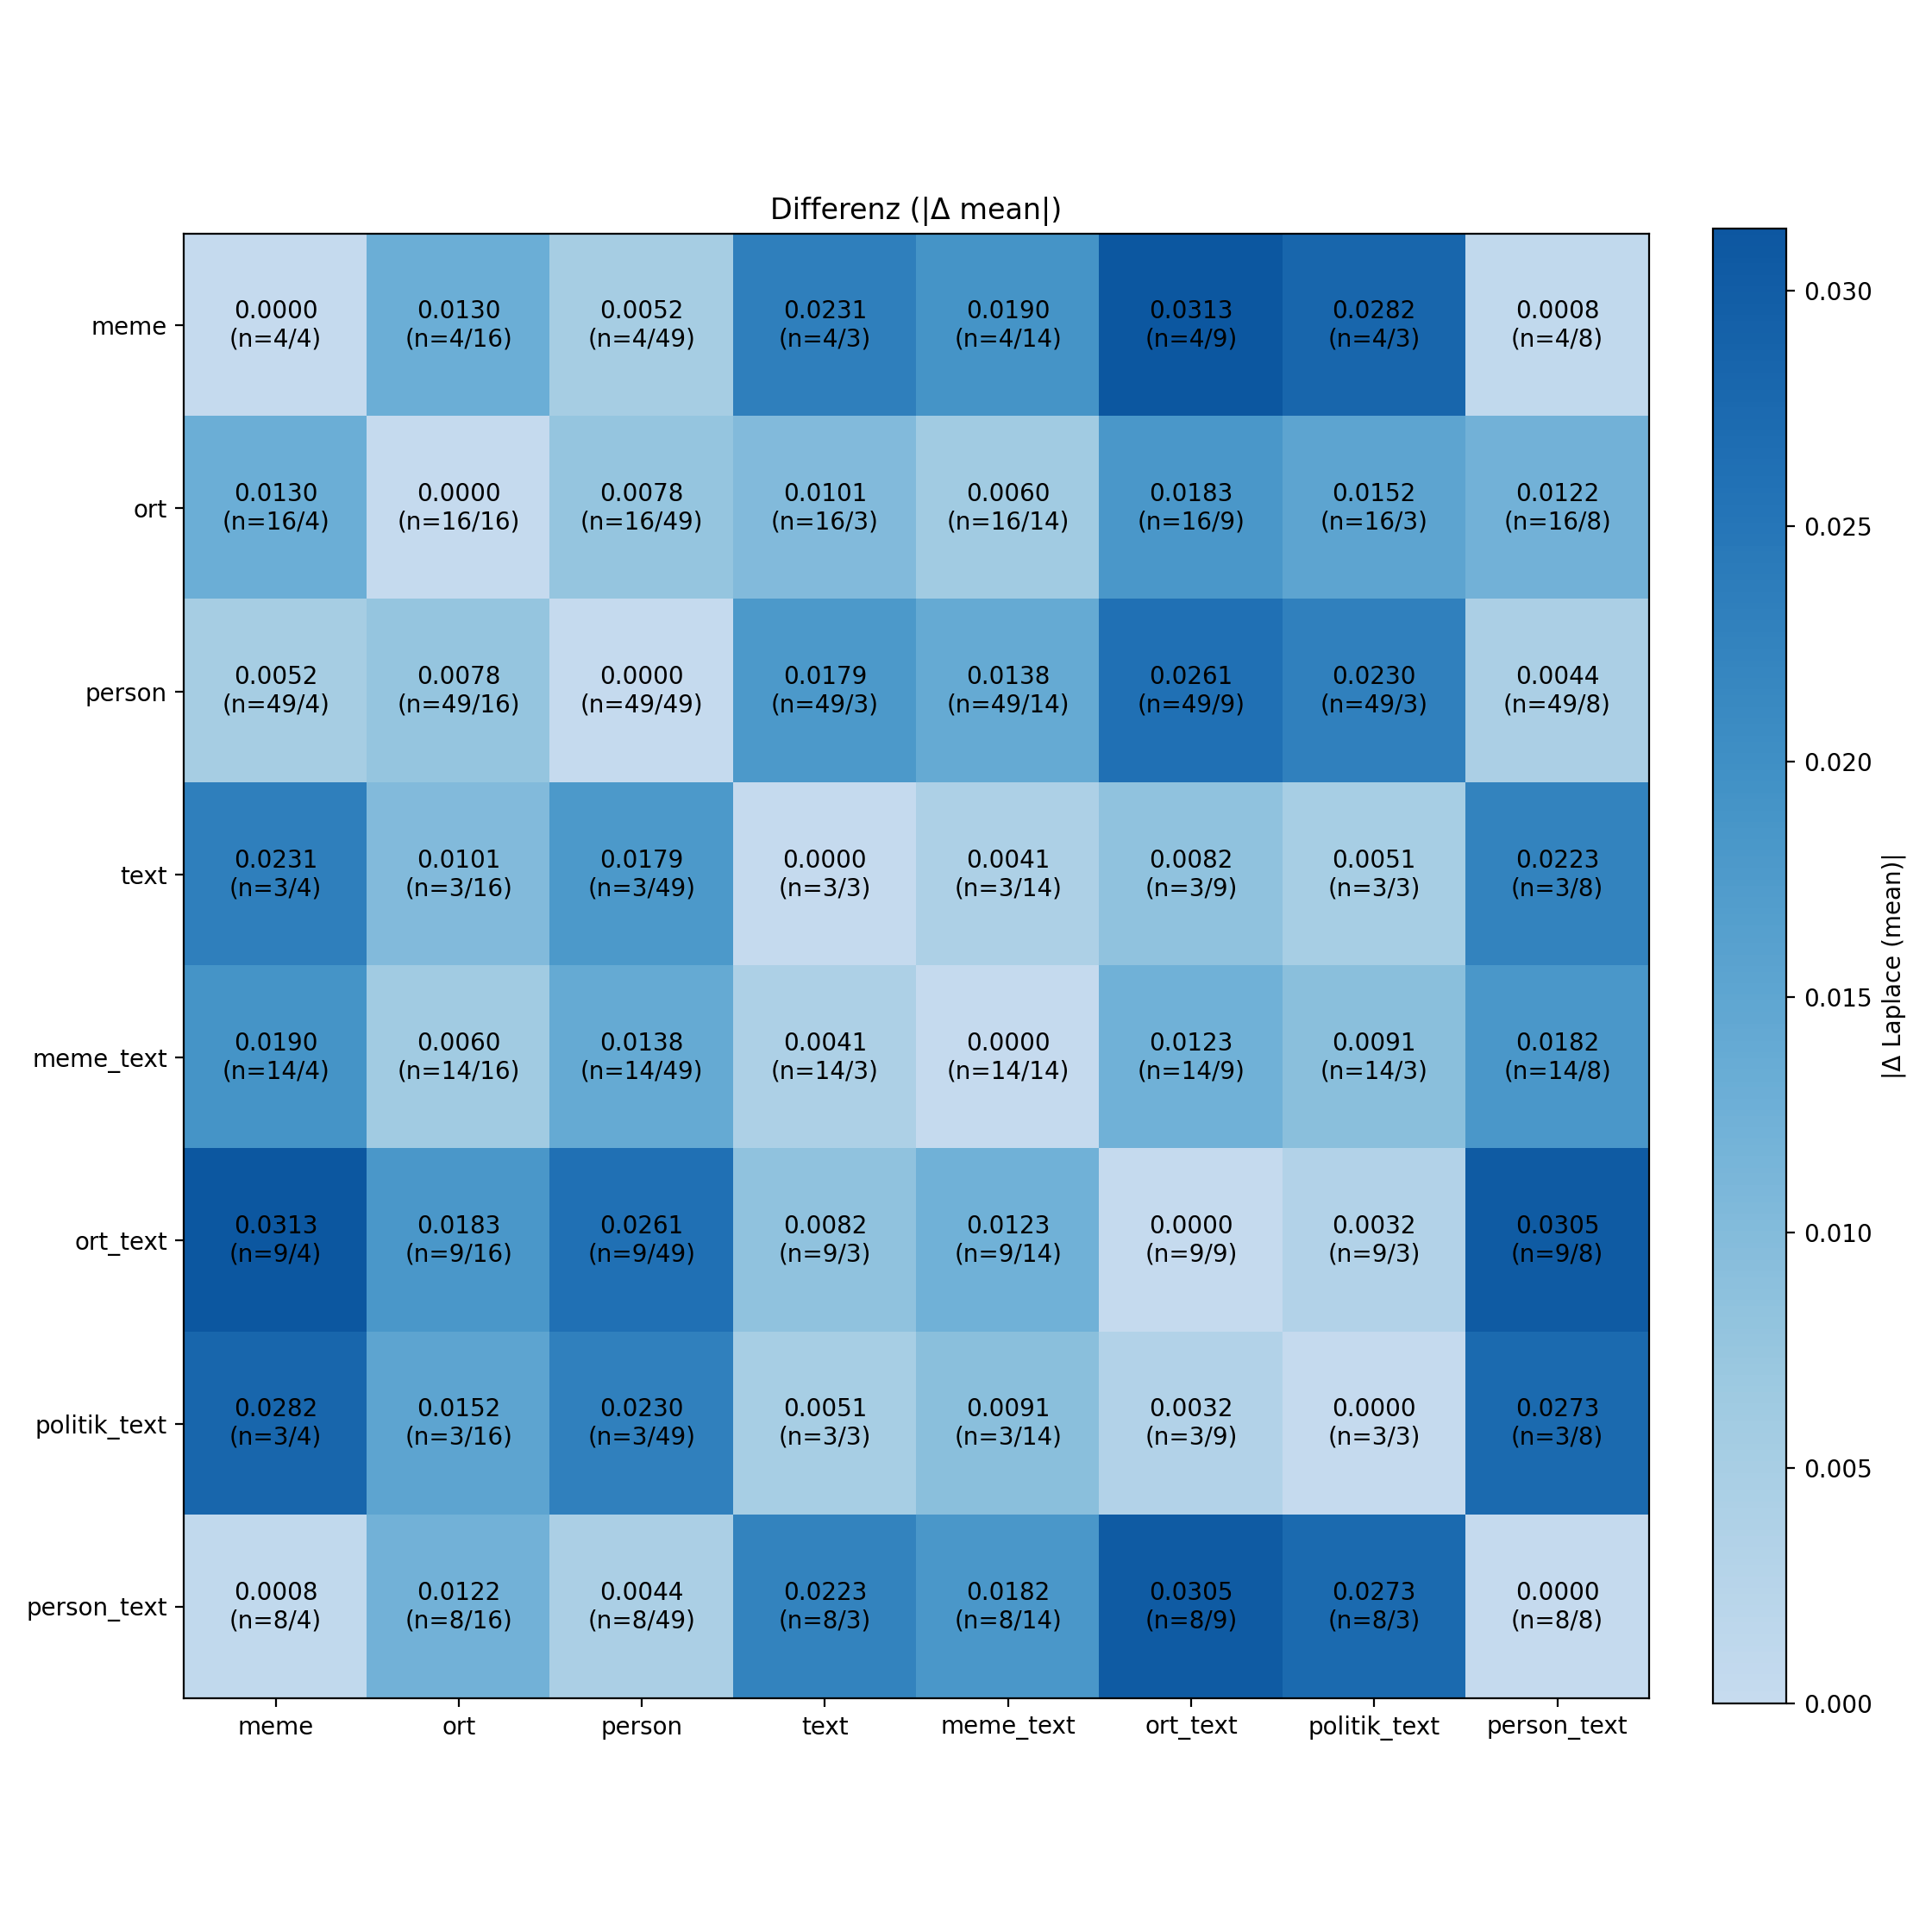 Differenz (|Δ mean|)
meme
0.0000 0.0130 0.0052 0.0231 0.0190 0.0313 0.0282 0.0008
(n=4/4) (n=4/16) (n=4/49) (n=4/3) (n=4/14) (n=4/9) (n=4/3) (n=4/8)
ort
0.0130 0.0000 0.0078 0.0101 0.0060 0.0183 0.0152 0.0122
(n=16/4) (n=16/16) (n=16/49) (n=16/3) (n=16/14) (n=16/9) (n=16/3) (n=16/8)
person
0.0052 0.0078 0.0000 0.0179 0.0138 0.0261 0.0230 0.0044
(n=49/4) (n=49/16) (n=49/49) (n=49/3) (n=49/14) (n=49/9) (n=49/3) (n=49/8)
text
0.0231 0.0101 0.0179 0.0000 0.0041 0.0082 0.0051 0.0223
(n=3/4) (n=3/16) (n=3/49) (n=3/3) (n=3/14) (n=3/9) (n=3/3) (n=3/8)
meme_text
0.0190 0.0060 0.0138 0.0041 0.0000 0.0123 0.0091 0.0182
(n=14/4) (n=14/16) (n=14/49) (n=14/3) (n=14/14) (n=14/9) (n=14/3) (n=14/8)
ort_text
0.0313 0.0183 0.0261 0.0082 0.0123 0.0000 0.0032 0.0305
(n=9/4) (n=9/16) (n=9/49) (n=9/3) (n=9/14) (n=9/9) (n=9/3) (n=9/8)
politik_text
0.0282 0.0152 0.0230 0.0051 0.0091 0.0032 0.0000 0.0273
(n=3/4) (n=3/16) (n=3/49) (n=3/3) (n=3/14) (n=3/9) (n=3/3) (n=3/8)
person_text
0.0008 0.0122 0.0044 0.0223 0.0182 0.0305 0.0273 0.0000
(n=8/4) (n=8/16) (n=8/49) (n=8/3) (n=8/14) (n=8/9) (n=8/3) (n=8/8)
meme ort person text meme_text ort_text politik_text person_text
0.030
0.025
0.020
0.015
0.010
0.005
0.000
|Δ Laplace (mean)|